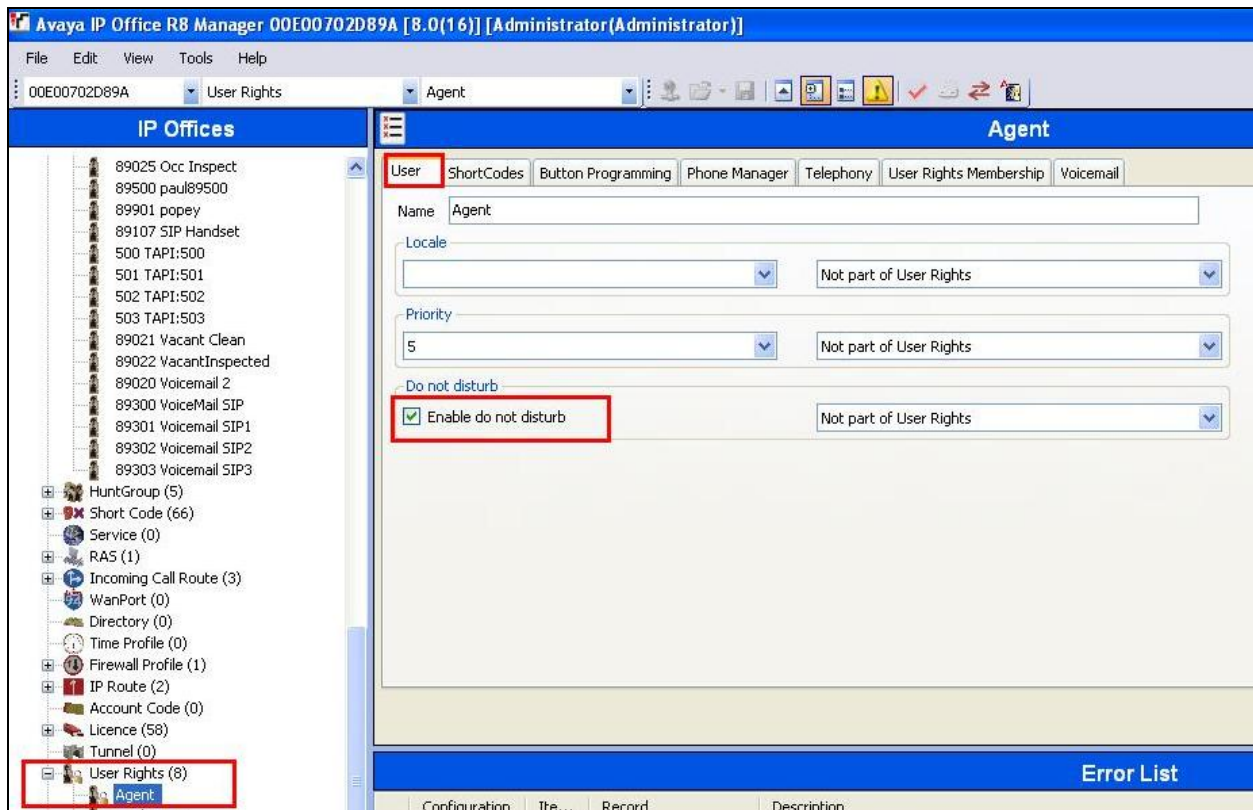 Avaya IP Office R8 Manager 00E00702D89A [8.0(16)] [Administrator(Administrator)]
File Edit View Tools Help
00E00702D89A User Rights Agent
IP Offices
89025 Occ Inspect
89500 paul89500
89901 popey
89107 SIP Handset
500 TAPI:500
501 TAPI:501
502 TAPI:502
503 TAPI:503
89021 Vacant Clean
89022 VacantInspected
89020 Voicemail 2
89300 VoiceMail SIP
89301 Voicemail SIP1
89302 Voicemail SIP2
89303 Voicemail SIP3
HuntGroup (5)
Short Code (66)
Service (0)
RAS (1)
Incoming Call Route (3)
WanPort (0)
Directory (0)
Time Profile (0)
Firewall Profile (1)
IP Route (2)
Account Code (0)
Licence (58)
Tunnel (0)
User Rights (8)
Agent
Agent
User ShortCodes Button Programming Phone Manager Telephony User Rights Membership Voicemail
Name Agent
Locale
Not part of User Rights
Priority
5 Not part of User Rights
Do not disturb
Enable do not disturb Not part of User Rights
Error List
Configuration Ite... Record Description